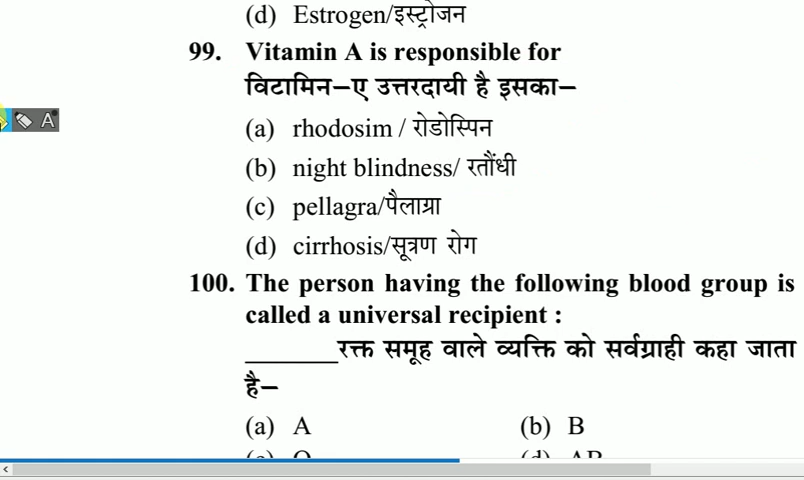 (d) Estrogen/इस्ट्रोजन
99. Vitamin A is responsible for
विटामिन–ए उत्तरदायी है इसका–
A
(a) rhodosim / रोडोस्पिन
(b) night blindness/ रतौंधी
(c) pellagra/पैलाग्रा
(d) cirrhosis/सूत्रण रोग
100. The person having the following blood group is
called a universal recipient :
_______रक्त समूह वाले व्यक्ति को सर्वग्राही कहा जाता
है–
(a) A (b) B